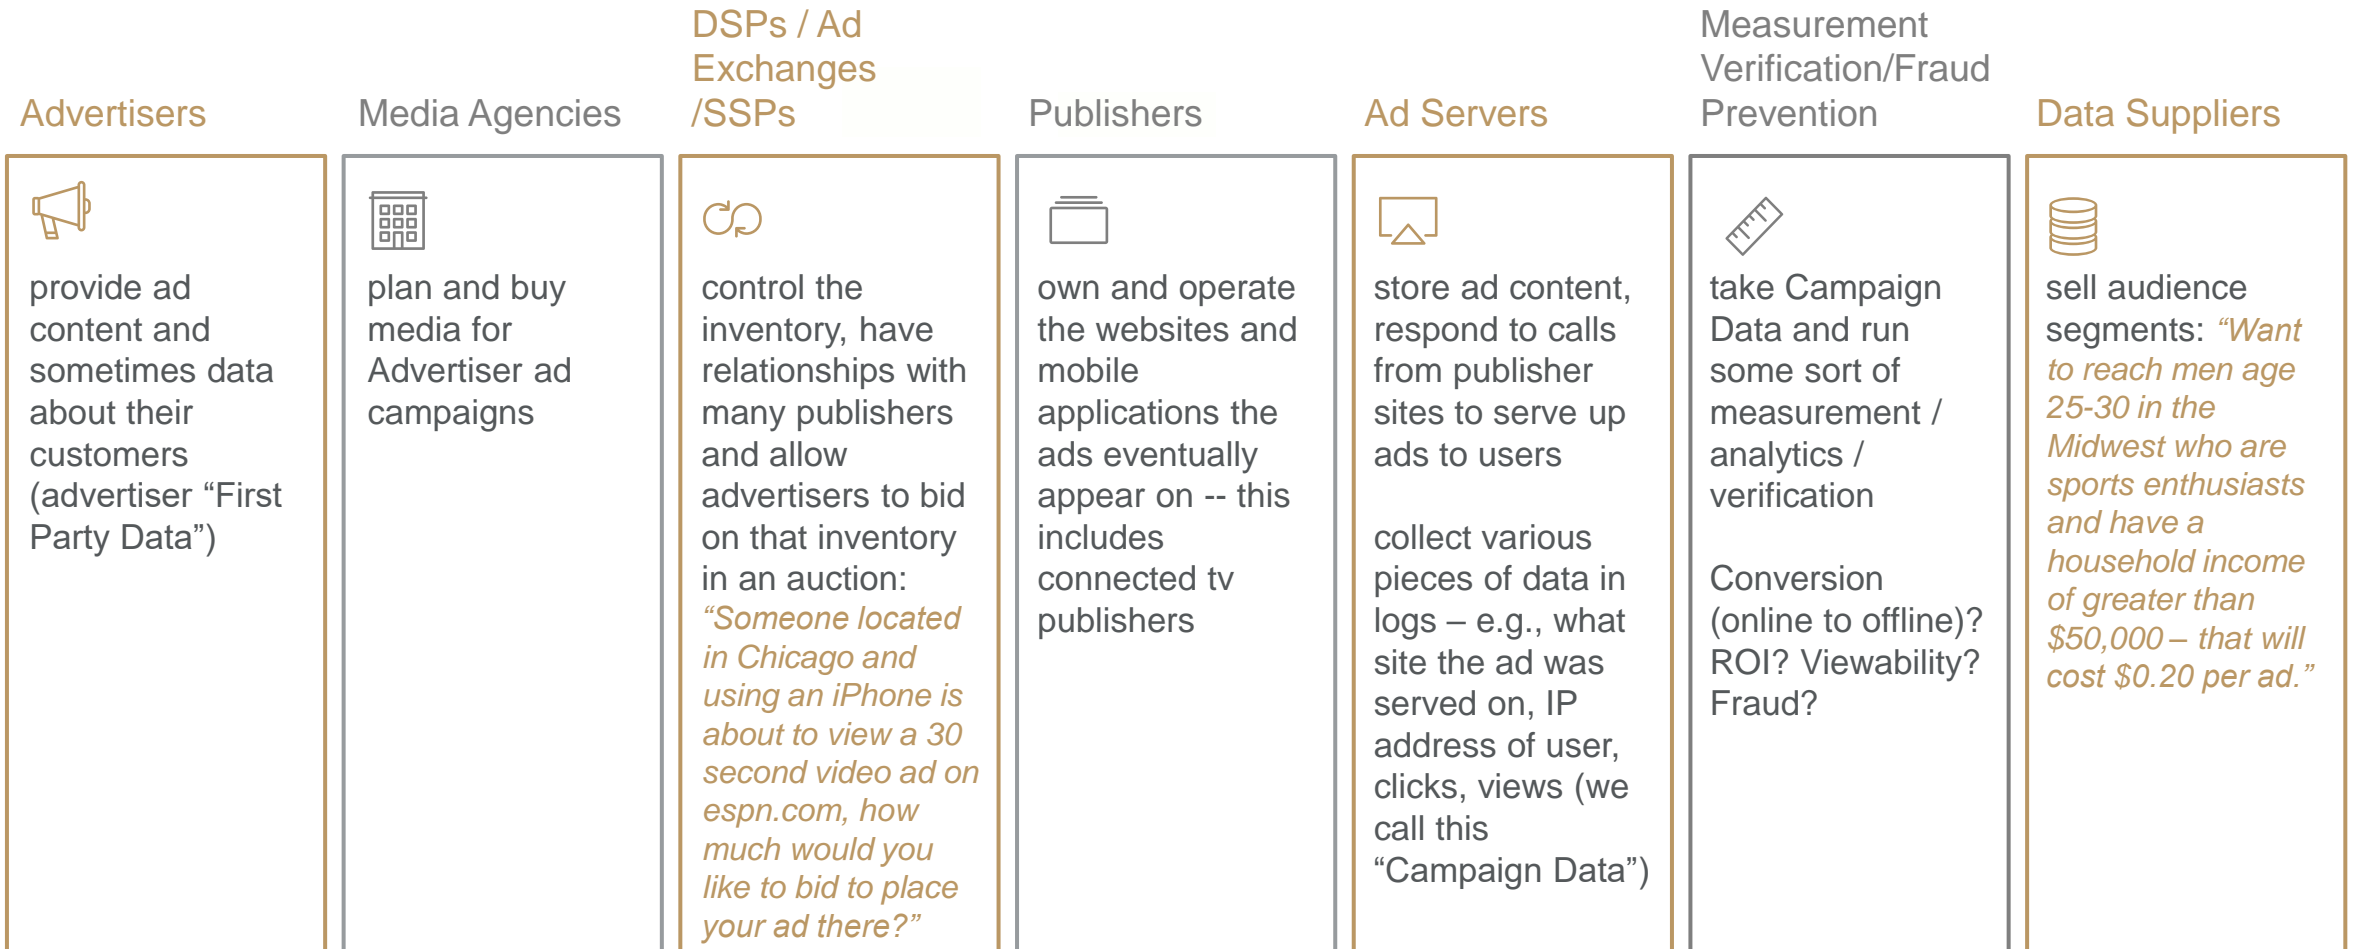 Advertisers
provide ad
content and
sometimes data
about their
customers
(advertiser “First
Party Data”)
Media Agencies
plan and buy
media for
Advertiser ad
campaigns
DSPs / Ad
Exchanges
/SSPs
control the
inventory, have
relationships with
many publishers
and allow
advertisers to bid
on that inventory
in an auction:
“Someone located
in Chicago and
using an iPhone is
about to view a 30
second video ad on
espn.com, how
much would you
like to bid to place
your ad there?”
Publishers
own and operate
the websites and
mobile
applications the
ads eventually
appear on -- this
includes
connected tv
publishers
Ad Servers
store ad content,
respond to calls
from publisher
sites to serve up
ads to users
collect various
pieces of data in
logs – e.g., what
site the ad was
served on, IP
address of user,
clicks, views (we
call this
“Campaign Data”)
Measurement
Verification/Fraud
Prevention
take Campaign
Data and run
some sort of
measurement /
analytics /
verification
Conversion
(online to offline)?
ROI? Viewability?
Fraud?
Data Suppliers
sell audience
segments: “Want
to reach men age
25-30 in the
Midwest who are
sports enthusiasts
and have a
household income
of greater than
$50,000 – that will
cost $0.20 per ad.”